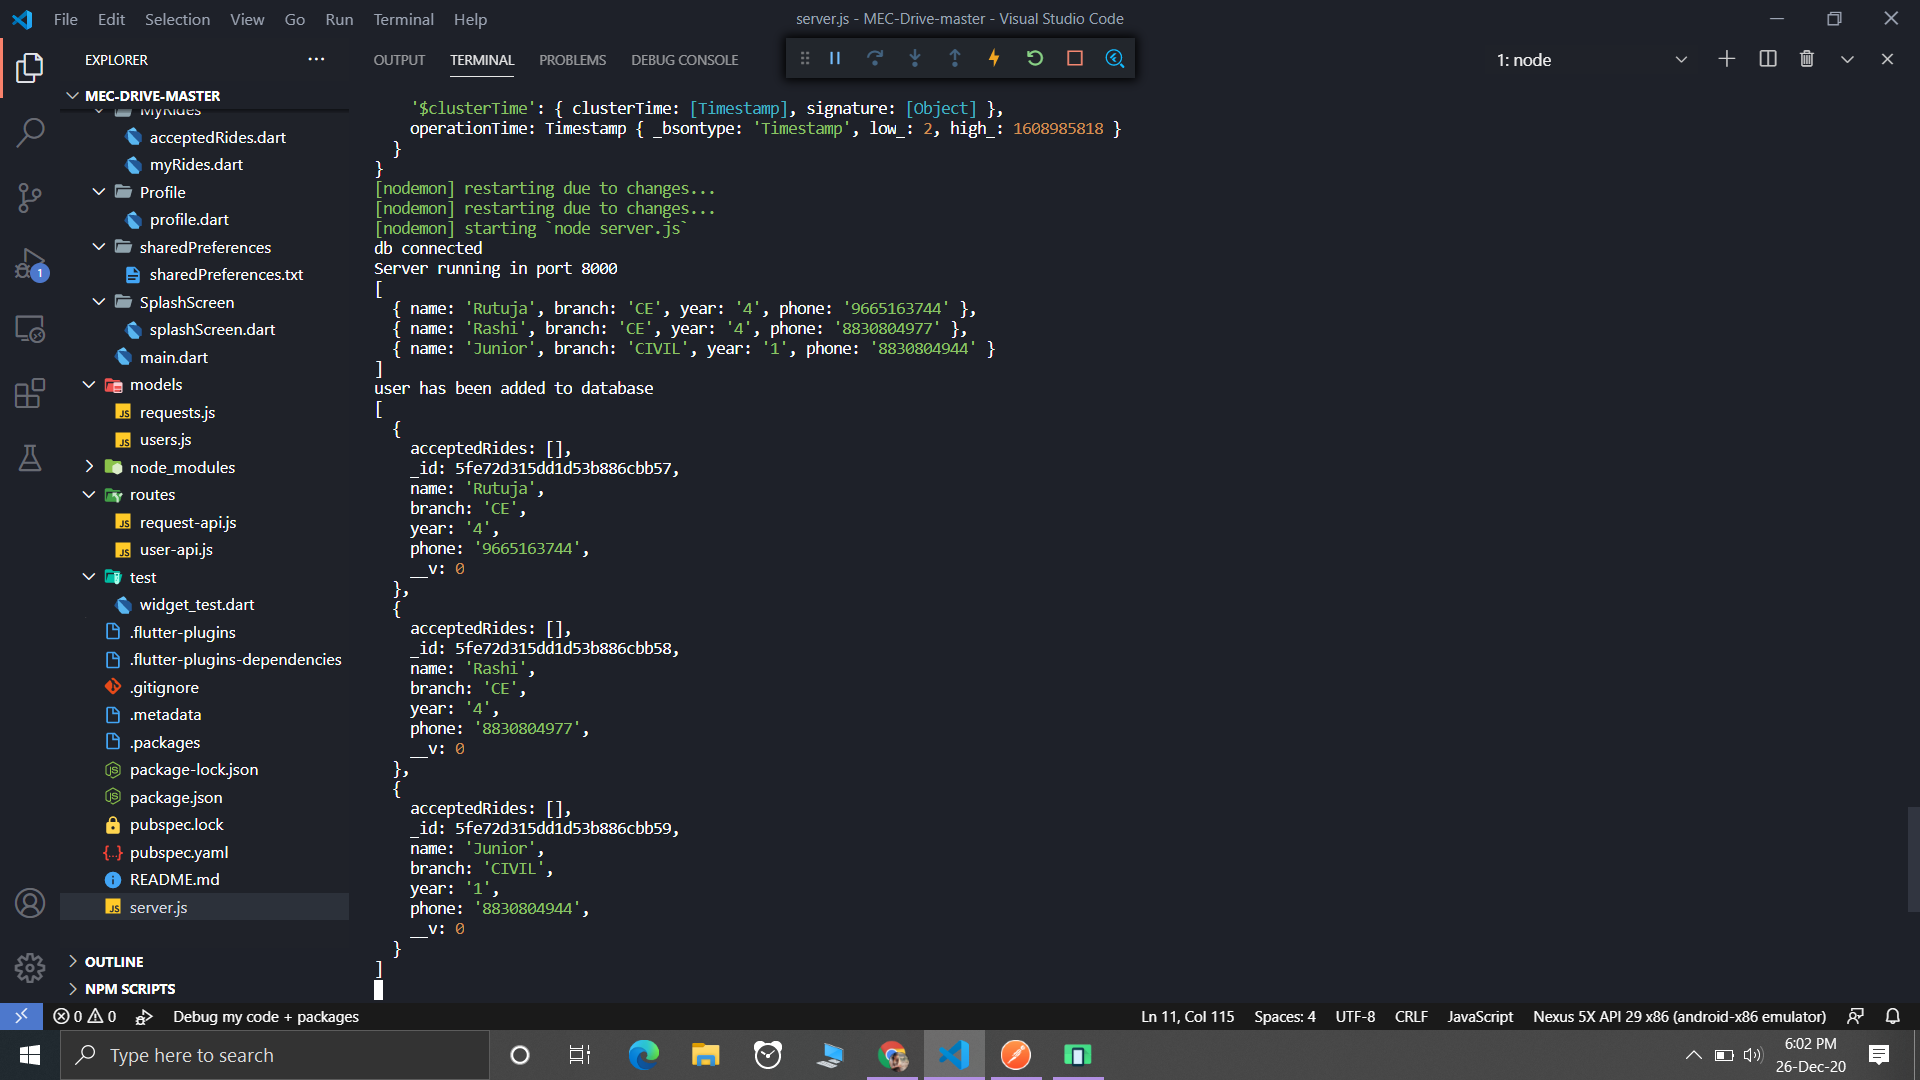 File Edit Selection View Go Run Terminal Help
server.js - MEC-Drive-master - Visual Studio Code
EXPLORER
OUTPUT TERMINAL PROBLEMS DEBUG CONSOLE
1: node
MEC-DRIVE-MASTER
MyRides
acceptedRides.dart
myRides.dart
Profile
profile.dart
sharedPreferences
sharedPreferences.txt
SplashScreen
splashScreen.dart
main.dart
models
requests.js
users.js
node_modules
routes
request-api.js
user-api.js
test
widget_test.dart
.flutter-plugins
.flutter-plugins-dependencies
.gitignore
.metadata
.packages
package-lock.json
package.json
pubspec.lock
pubspec.yaml
README.md
server.js
OUTLINE
NPM SCRIPTS
1
'$clusterTime': { clusterTime: [Timestamp], signature: [Object] },
operationTime: Timestamp { _bsontype: 'Timestamp', low_: 2, high_: 1608985818 }
}
}
[nodemon] restarting due to changes...
[nodemon] restarting due to changes...
[nodemon] starting `node server.js`
db connected
Server running in port 8000
[
{ name: 'Rutuja', branch: 'CE', year: '4', phone: '9665163744' },
{ name: 'Rashi', branch: 'CE', year: '4', phone: '8830804977' },
{ name: 'Junior', branch: 'CIVIL', year: '1', phone: '8830804944' }
]
user has been added to database
[
{
acceptedRides: [],
_id: 5fe72d315dd1d53b886cbb57,
name: 'Rutuja',
branch: 'CE',
year: '4',
phone: '9665163744',
__v: 0
},
{
acceptedRides: [],
_id: 5fe72d315dd1d53b886cbb58,
name: 'Rashi',
branch: 'CE',
year: '4',
phone: '8830804977',
__v: 0
},
{
acceptedRides: [],
_id: 5fe72d315dd1d53b886cbb59,
name: 'Junior',
branch: 'CIVIL',
year: '1',
phone: '8830804944',
__v: 0
}
]
0 0 Debug my code + packages
Ln 11, Col 115 Spaces: 4 UTF-8 CRLF JavaScript Nexus 5X API 29 x86 (android-x86 emulator)
Type here to search
6:02 PM
26-Dec-20